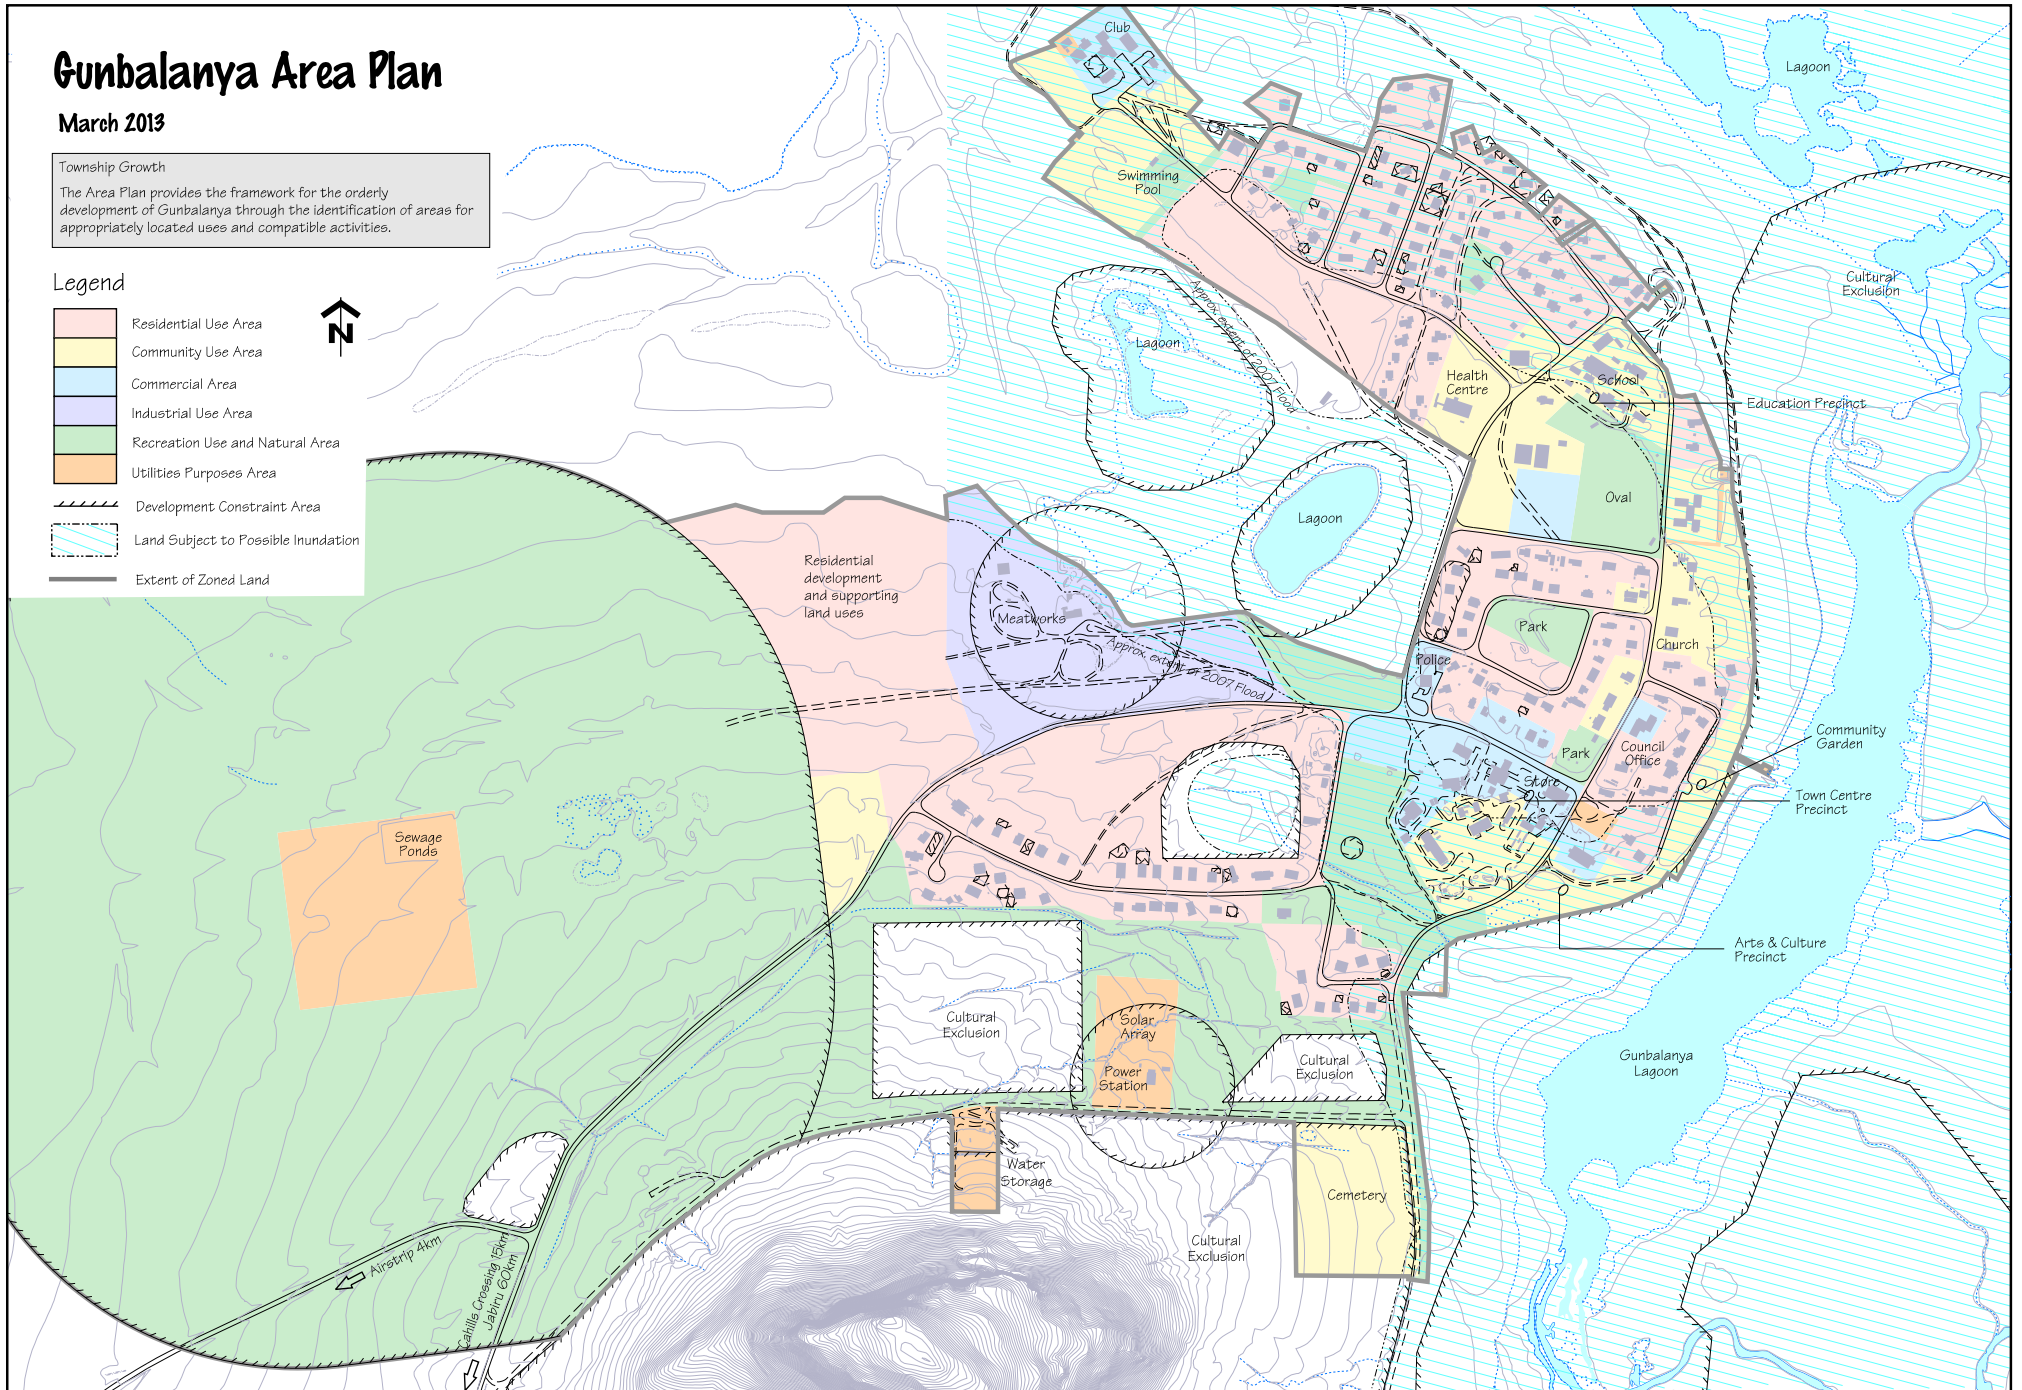 Gunbalanya Area Plan
March 2013
Township Growth
The Area Plan provides the framework for the orderly
development of Gunbalanya through the identification of areas for
appropriately located uses and compatible activities.
Legend
N
Residential Use Area
Community Use Area
Commercial Area
Industrial Use Area
Recreation Use and Natural Area
Utilities Purposes Area
Development Constraint Area
Land Subject to Possible Inundation
Extent of Zoned Land
Club
Lagoon
Swimming
Pool
Cultural
Exclusion
Approx. extent of 2007 Flood
Lagoon
Health
Centre
School
Education Precinct
Oval
Lagoon
Residential
development
and supporting
land uses
Meatworks
Approx. extent of 2007 Flood
Park
Church
Police
Community
Garden
Park
Council
Office
Store
Town Centre
Precinct
Sewage
Ponds
Arts & Culture
Precinct
Cultural
Exclusion
Solar
Array
Power
Station
Cultural
Exclusion
Gunbalanya
Lagoon
Water
Storage
Cemetery
Cultural
Exclusion
Airstrip 4km
Cahills Crossing 15km
Jabiru 60km